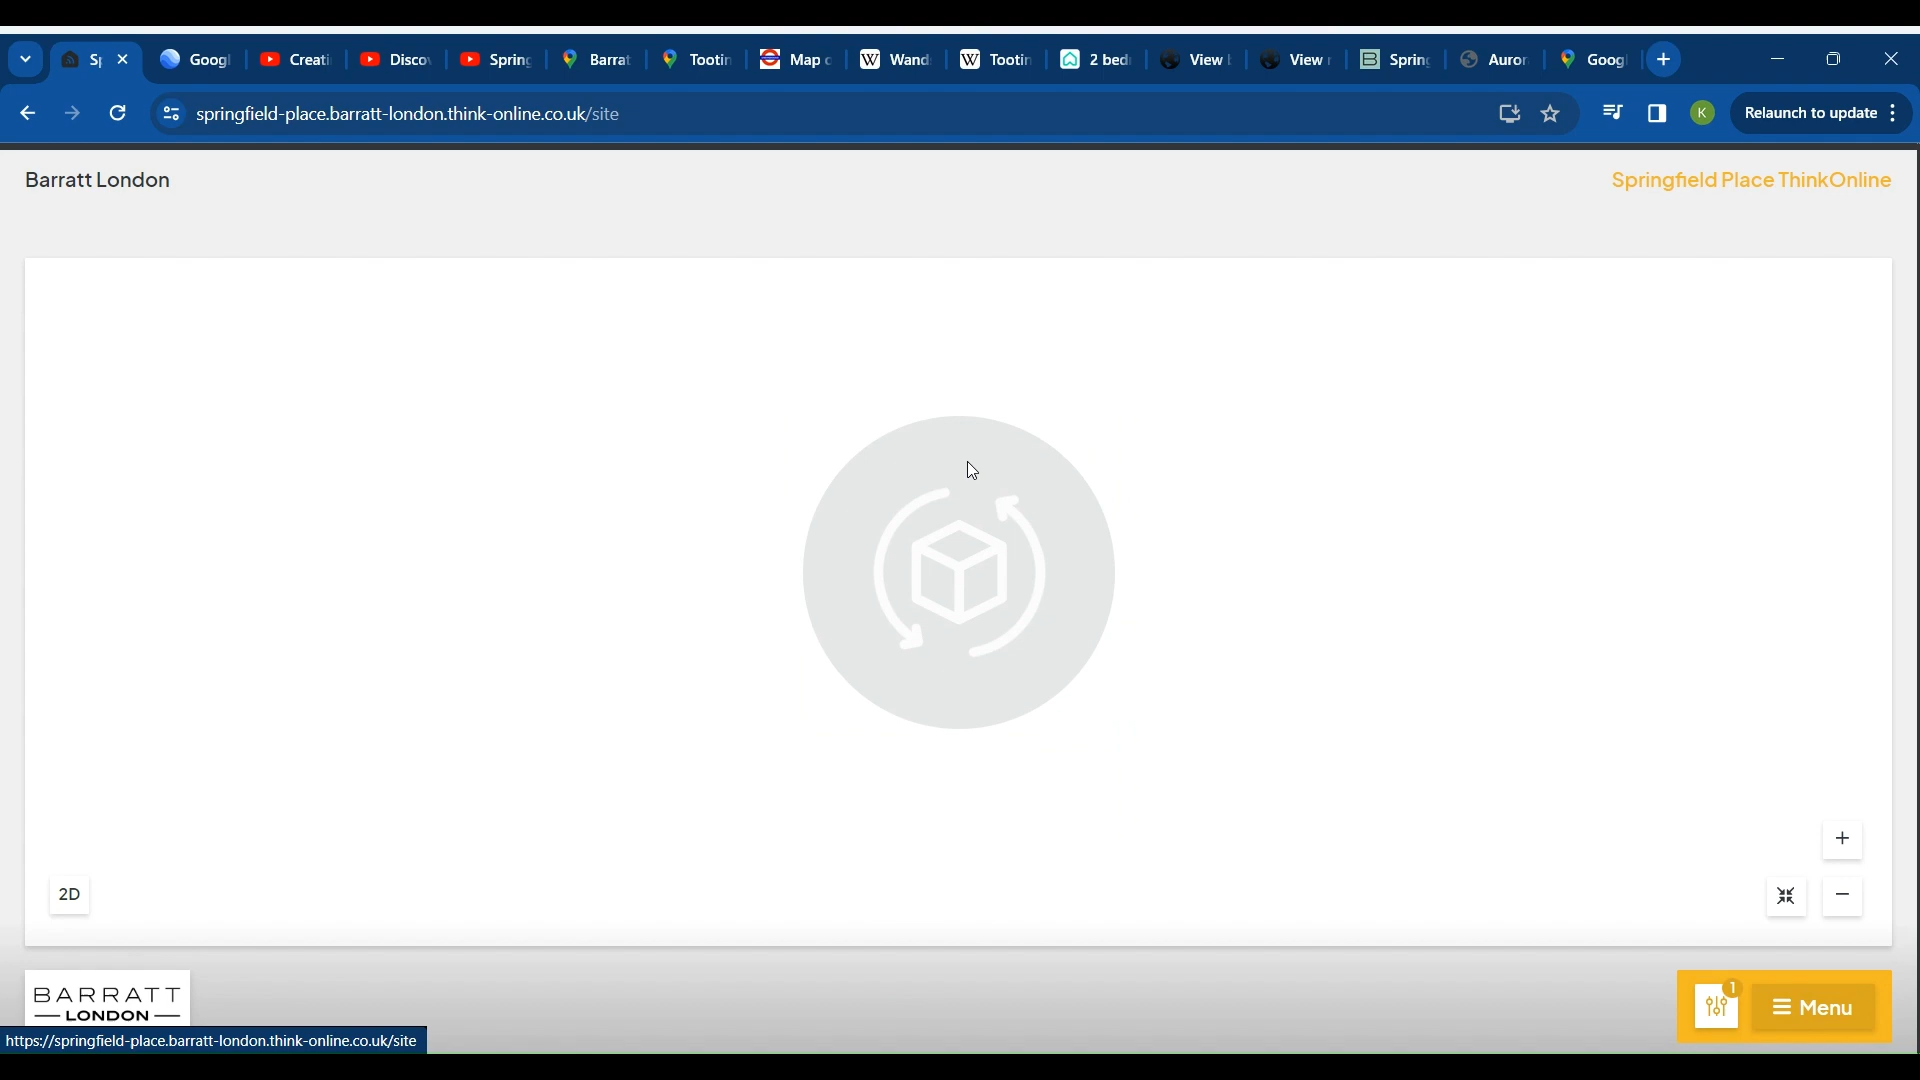 Sp
Googl
Creati
Disco
Spring
Barrat
Tootin
Map o
Wand
Tootin
2 bed
View
View
Spring
Auror
Googl
springfield-place.barratt-london.think-online.co.uk/site
K
Relaunch to update
Barratt London
Springfield Place ThinkOnline
2D
BARRATT
LONDON
1
Menu
https://springfield-place.barratt-london.think-online.co.uk/site